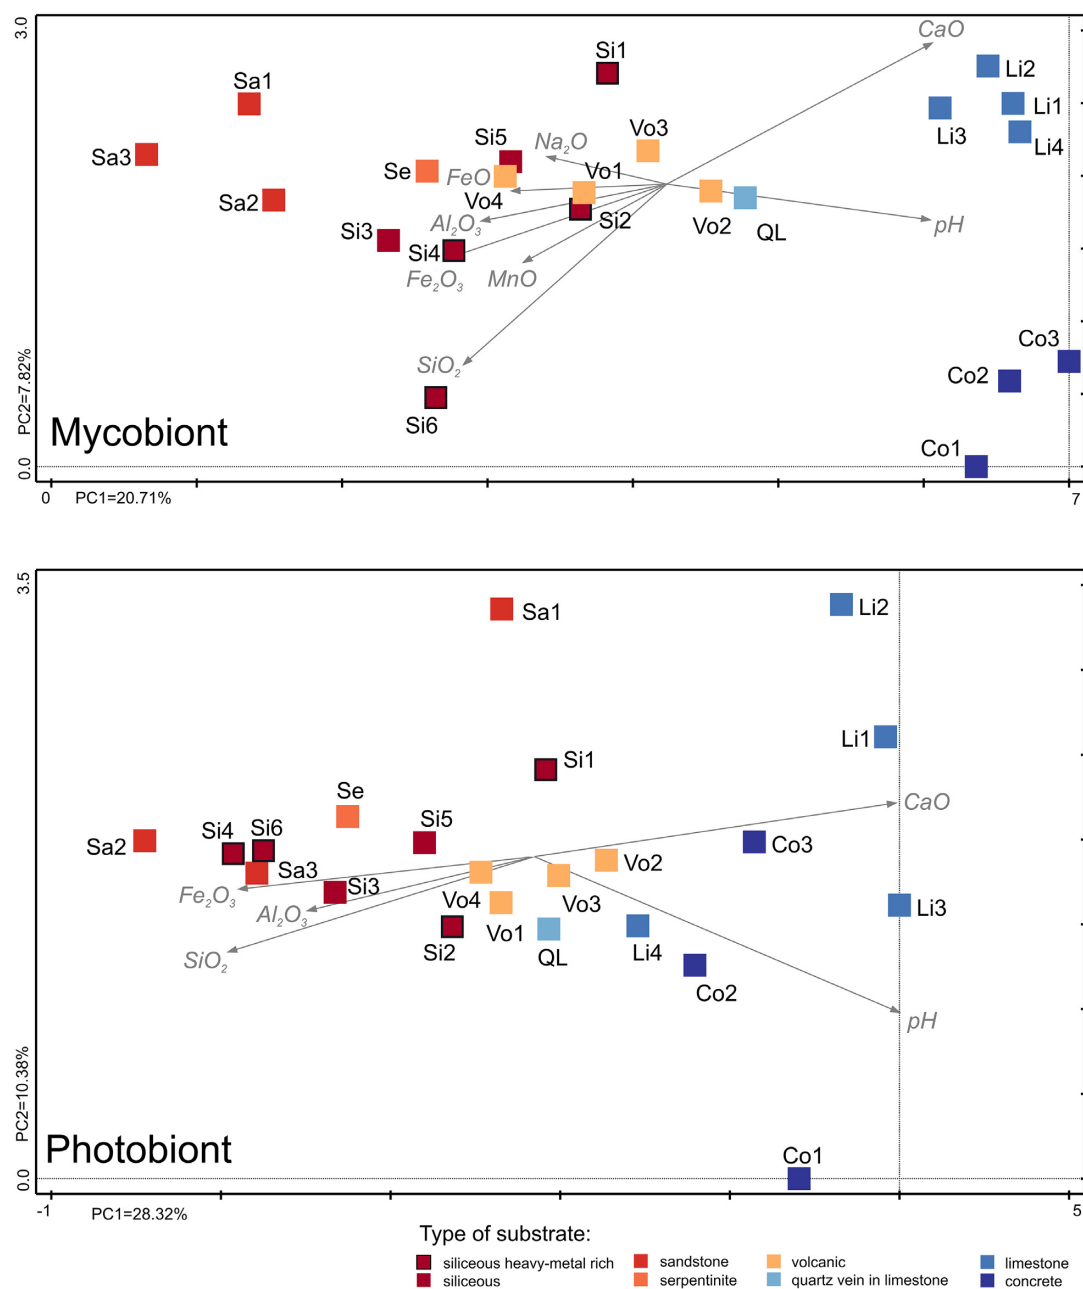 3.0
CaO
Si1
Li2
Sa1
Li1
Vo3
Li3
Li4
Si5
Na₂O
Sa3
Se
FeO
Vo1
Vo4
Sa2
Si2
Vo2
QL
pH
Al₂O₃
Si3
Si4
Fe₂O₃
MnO
Co3
SiO₂
Co2
PC2=7.82%
Si6
Mycobiont
Co1
0.0
0
PC1=20.71%
7
3.5
Sa1
Li2
Li1
Si1
Se
CaO
Si5
Si4
Si6
Sa2
Co3
Vo2
Sa3
Si3
Fe₂O₃
Vo4
Vo3
Li3
Al₂O₃
Vo1
Si2
QL
Li4
SiO₂
Co2
pH
PC2=10.38%
Photobiont
Co1
0.0
-1
PC1=28.32%
5
Type of substrate:
siliceous heavy-metal rich
sandstone
volcanic
limestone
siliceous
serpentinite
quartz vein in limestone
concrete